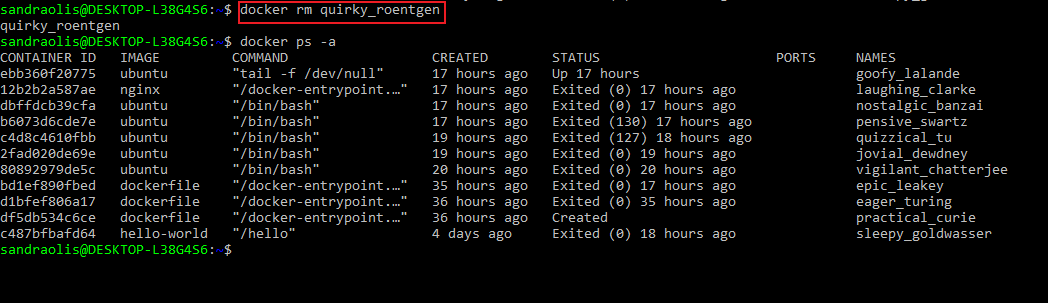 sandraolis@DESKTOP-L38G4S6:~$ docker rm quirky_roentgen
quirky_roentgen
sandraolis@DESKTOP-L38G4S6:~$ docker ps -a
CONTAINER ID   IMAGE         COMMAND                  CREATED        STATUS                      PORTS     NAMES
ebb360f20775   ubuntu        "tail -f /dev/null"      17 hours ago   Up 17 hours                           goofy_lalande
12b2b2a587ae   nginx         "/docker-entrypoint.…"   17 hours ago   Exited (0) 17 hours ago               laughing_clarke
dbffdcb39cfa   ubuntu        "/bin/bash"              17 hours ago   Exited (0) 17 hours ago               nostalgic_banzai
b6073d6cde7e   ubuntu        "/bin/bash"              17 hours ago   Exited (130) 17 hours ago             pensive_swartz
c4d8c4610fbb   ubuntu        "/bin/bash"              19 hours ago   Exited (127) 18 hours ago             quizzical_tu
2fad020de69e   ubuntu        "/bin/bash"              19 hours ago   Exited (0) 19 hours ago               jovial_dewdney
80892979de5c   ubuntu        "/bin/bash"              20 hours ago   Exited (0) 20 hours ago               vigilant_chatterjee
bd1ef890fbed   dockerfile    "/docker-entrypoint.…"   35 hours ago   Exited (0) 17 hours ago               epic_leakey
d1bfef806a17   dockerfile    "/docker-entrypoint.…"   36 hours ago   Exited (0) 35 hours ago               eager_turing
df5db534c6ce   dockerfile    "/docker-entrypoint.…"   36 hours ago   Created                               practical_curie
c487bfbafd64   hello-world   "/hello"                 4 days ago     Exited (0) 18 hours ago               sleepy_goldwasser
sandraolis@DESKTOP-L38G4S6:~$